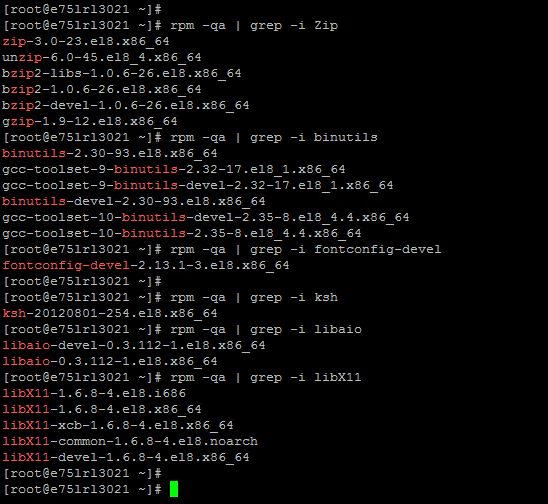 [root@e75lrl3021 ~]#
[root@e75lrl3021 ~]# rpm -qa | grep -i Zip
zip-3.0-23.el8.x86_64
unzip-6.0-45.el8_4.x86_64
bzip2-libs-1.0.6-26.el8.x86_64
bzip2-1.0.6-26.el8.x86_64
bzip2-devel-1.0.6-26.el8.x86_64
gzip-1.9-12.el8.x86_64
[root@e75lrl3021 ~]# rpm -qa | grep -i binutils
binutils-2.30-93.el8.x86_64
gcc-toolset-9-binutils-2.32-17.el8_1.x86_64
gcc-toolset-9-binutils-devel-2.32-17.el8_1.x86_64
binutils-devel-2.30-93.el8.x86_64
gcc-toolset-10-binutils-devel-2.35-8.el8_4.4.x86_64
gcc-toolset-10-binutils-2.35-8.el8_4.4.x86_64
[root@e75lrl3021 ~]# rpm -qa | grep -i fontconfig-devel
fontconfig-devel-2.13.1-3.el8.x86_64
[root@e75lrl3021 ~]#
[root@e75lrl3021 ~]# rpm -qa | grep -i ksh
ksh-20120801-254.el8.x86_64
[root@e75lrl3021 ~]# rpm -qa | grep -i libaio
libaio-devel-0.3.112-1.el8.x86_64
libaio-0.3.112-1.el8.x86_64
[root@e75lrl3021 ~]# rpm -qa | grep -i libX11
libX11-1.6.8-4.el8.i686
libX11-1.6.8-4.el8.x86_64
libX11-xcb-1.6.8-4.el8.x86_64
libX11-common-1.6.8-4.el8.noarch
libX11-devel-1.6.8-4.el8.x86_64
[root@e75lrl3021 ~]#
[root@e75lrl3021 ~]#